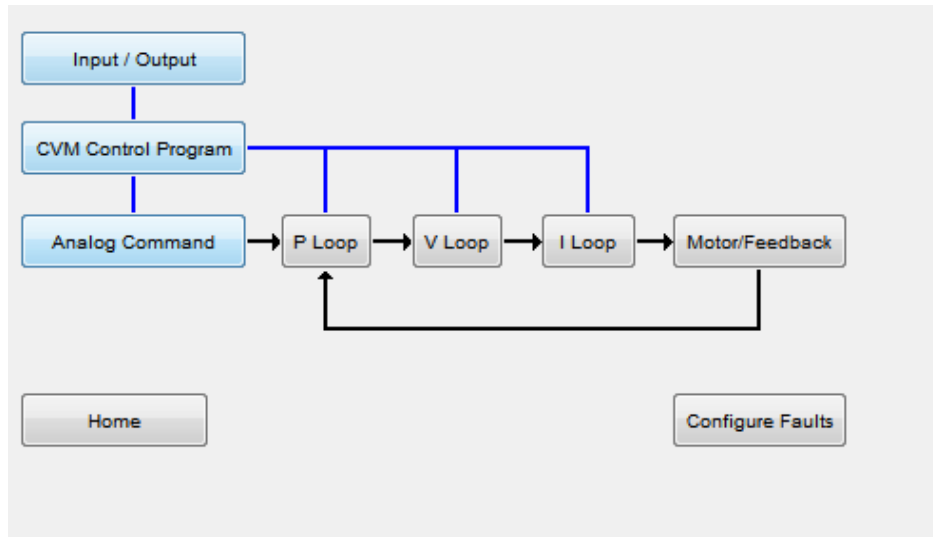 Input / Output
CVM Control Program
Analog Command
P Loop
V Loop
I Loop
Motor/Feedback
Home
Configure Faults